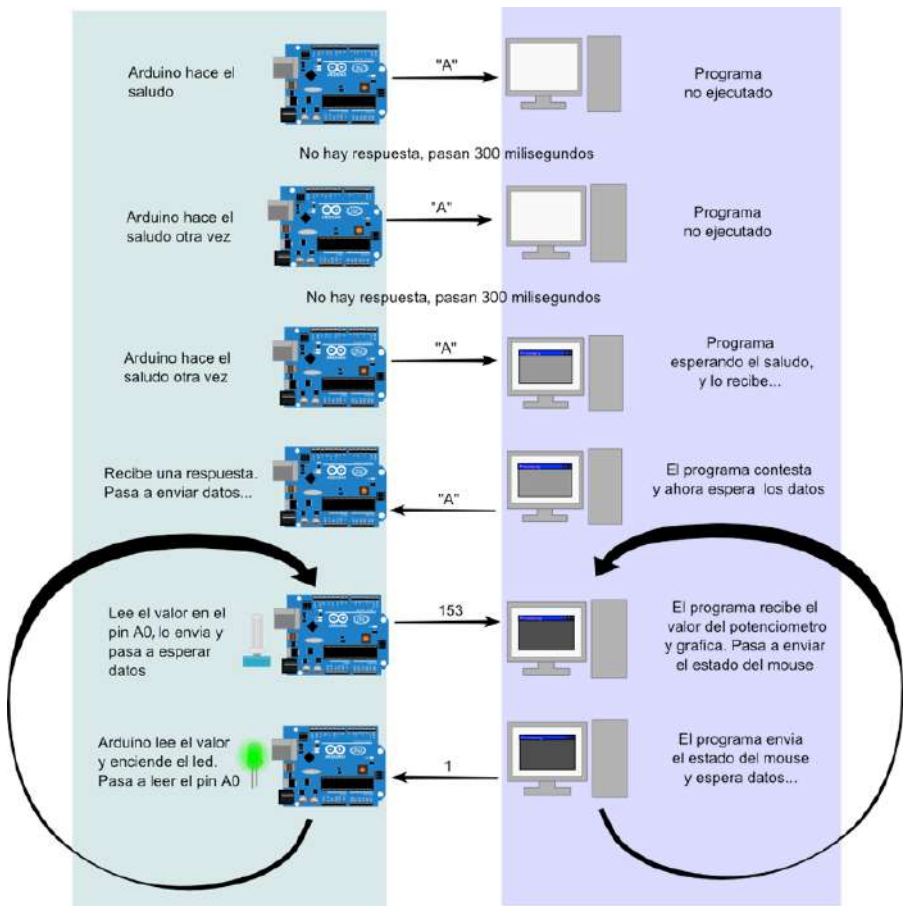 Arduino hace el
saludo
"A"
Programa
no ejecutado
No hay respuesta, pasan 300 milisegundos
Arduino hace el
saludo otra vez
"A"
Programa
no ejecutado
No hay respuesta, pasan 300 milisegundos
Arduino hace el
saludo otra vez
"A"
Programa
esperando el saludo,
y lo recibe...
Recibe una respuesta.
Pasa a enviar datos...
"A"
El programa contesta
y ahora espera los datos
Lee el valor en el
pin A0, lo envia y
pasa a esperar
datos
153
El programa recibe el
valor del potenciometro
y grafica. Pasa a enviar
el estado del mouse
Arduino lee el valor
y enciende el led.
Pasa a leer el pin A0
1
El programa envia
el estado del mouse
y espera datos...